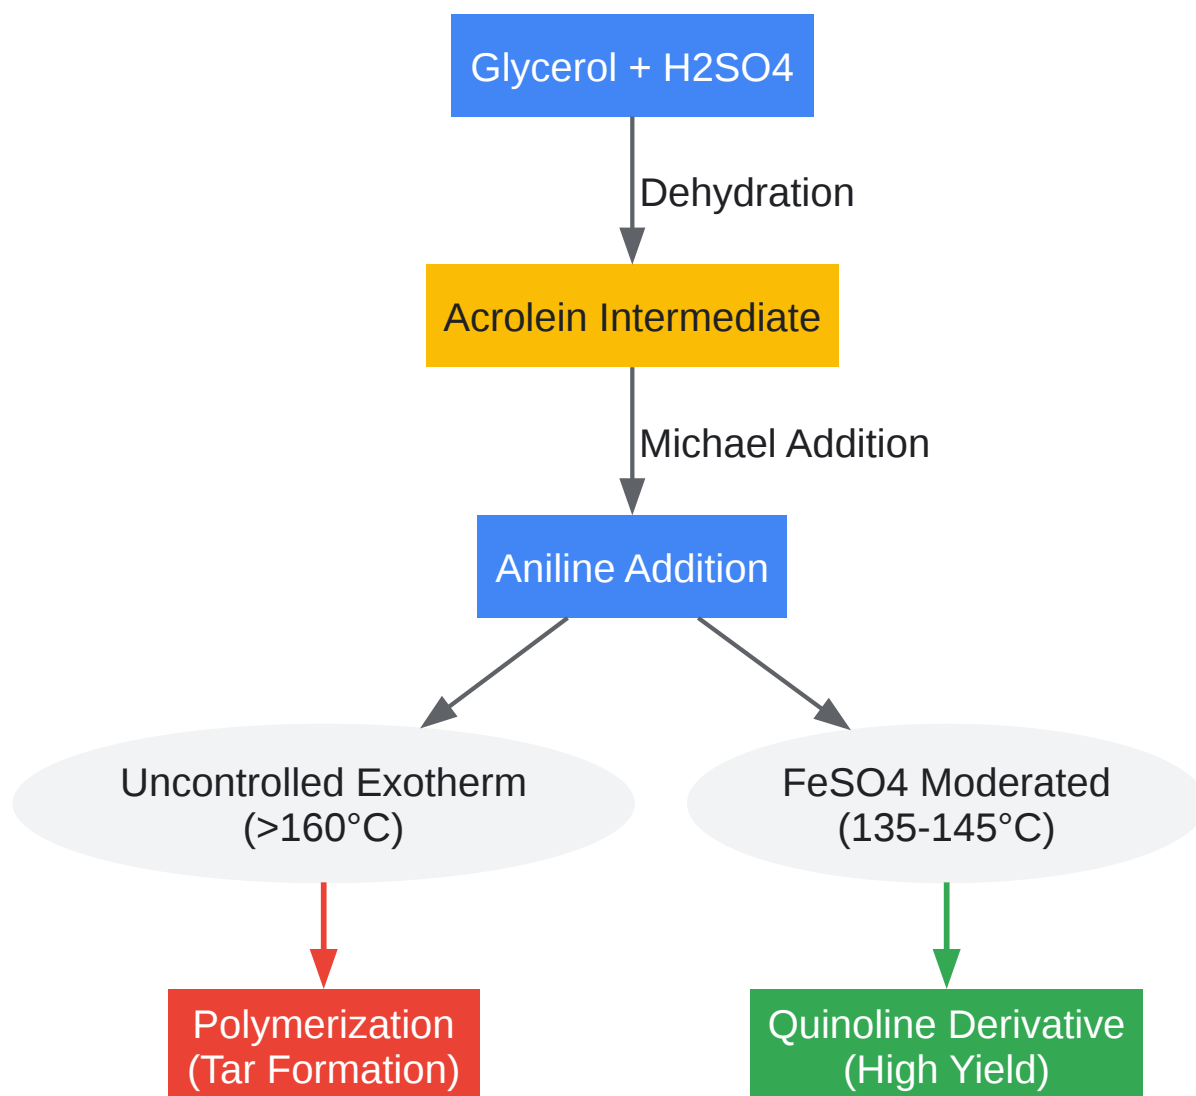 Glycerol + H2SO4
Dehydration
Acrolein Intermediate
Michael Addition
Aniline Addition
Uncontrolled Exotherm
(>160°C)
FeSO4 Moderated
(135-145°C)
Polymerization
(Tar Formation)
Quinoline Derivative
(High Yield)